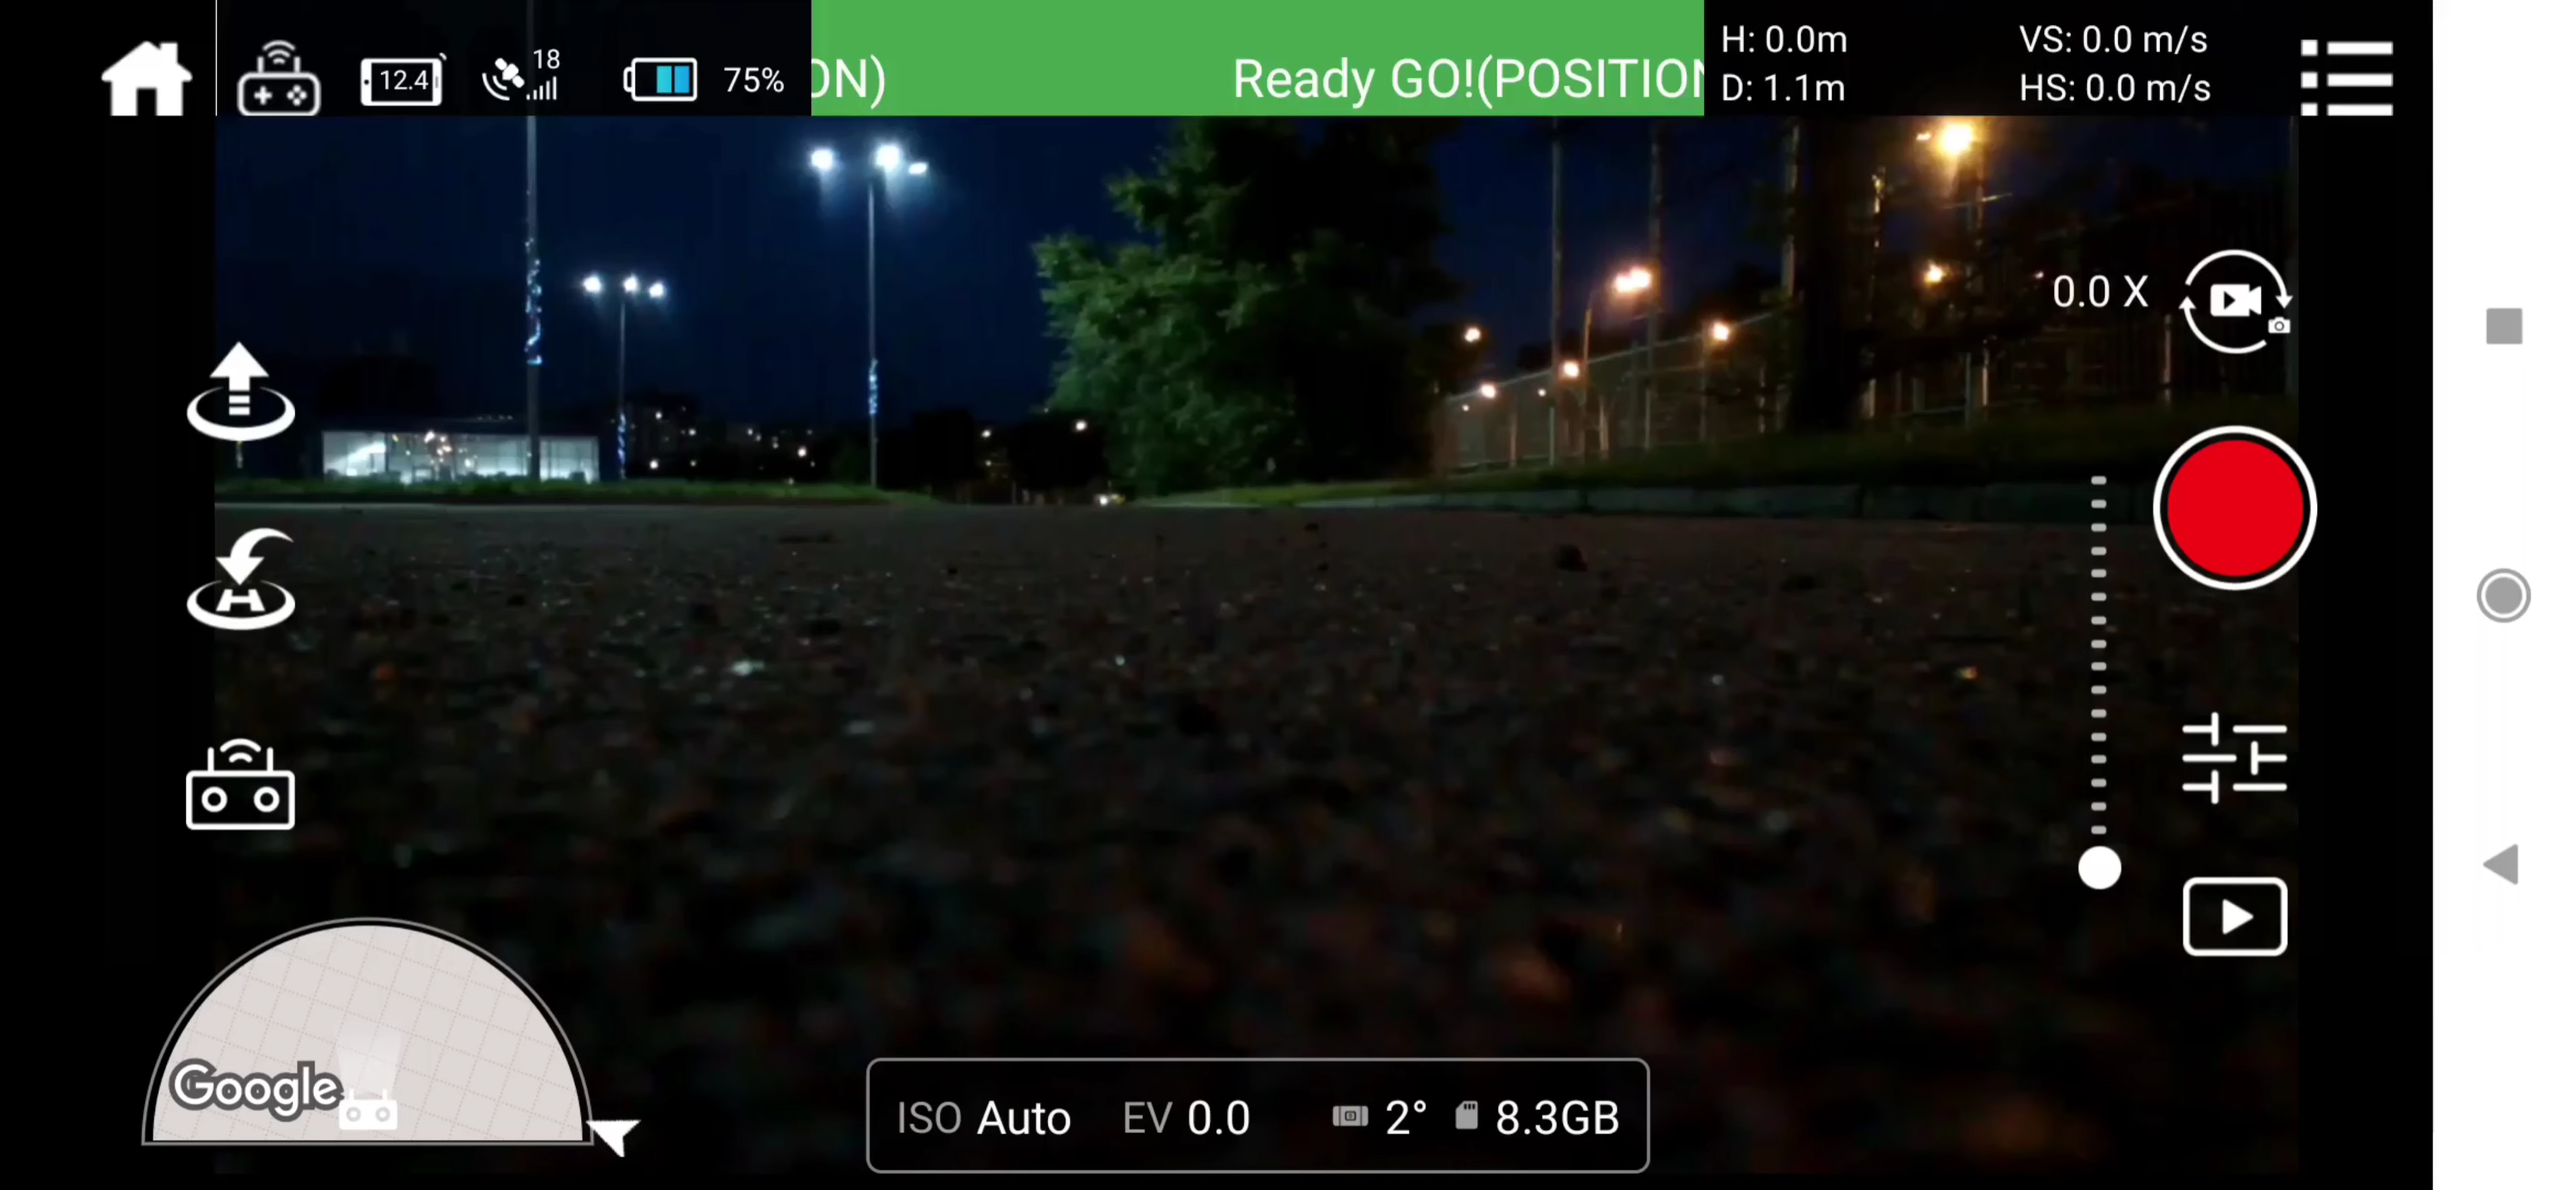 12.4
18
75%
ON)
Ready GO!(POSITION
H: 0.0m
VS: 0.0 m/s
D: 1.1m
HS: 0.0 m/s
0.0 X
Google
ISO Auto EV 0.0 2° 8.3GB